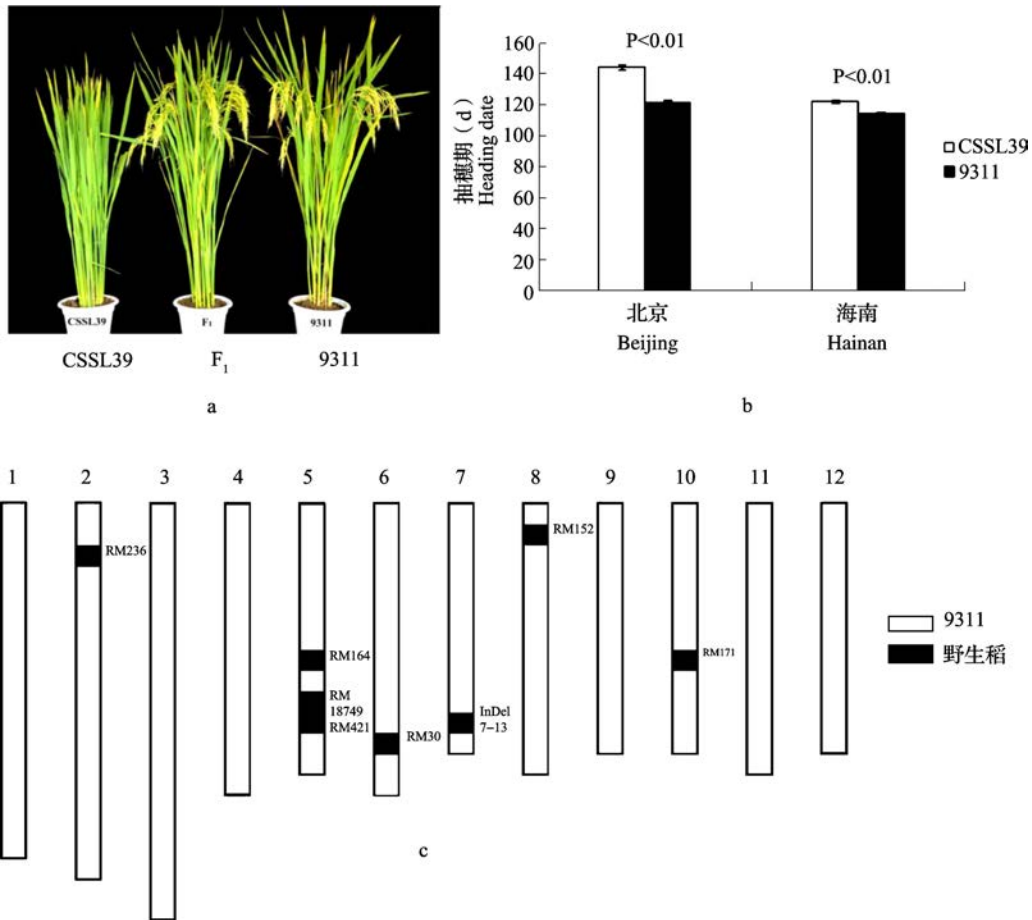 CSSL39
F1
9311
CSSL39
F1
9311
a
抽穗期（d）
Heading date
160
140
120
100
80
60
40
20
0
P<0.01
P<0.01
CSSL39
9311
北京
Beijing
海南
Hainan
b
1 2 3 4 5 6 7 8 9 10 11 12
RM236
RM164
RM
18749
RM421
RM30
InDel
7-13
RM152
RM171
9311
野生稻
c